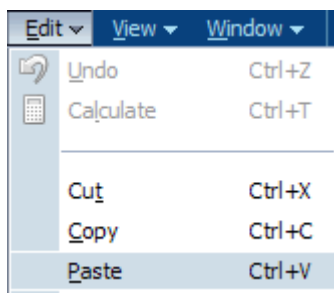 Edit View Window
Undo Ctrl+Z
Calculate Ctrl+T
Cut Ctrl+X
Copy Ctrl+C
Paste Ctrl+V